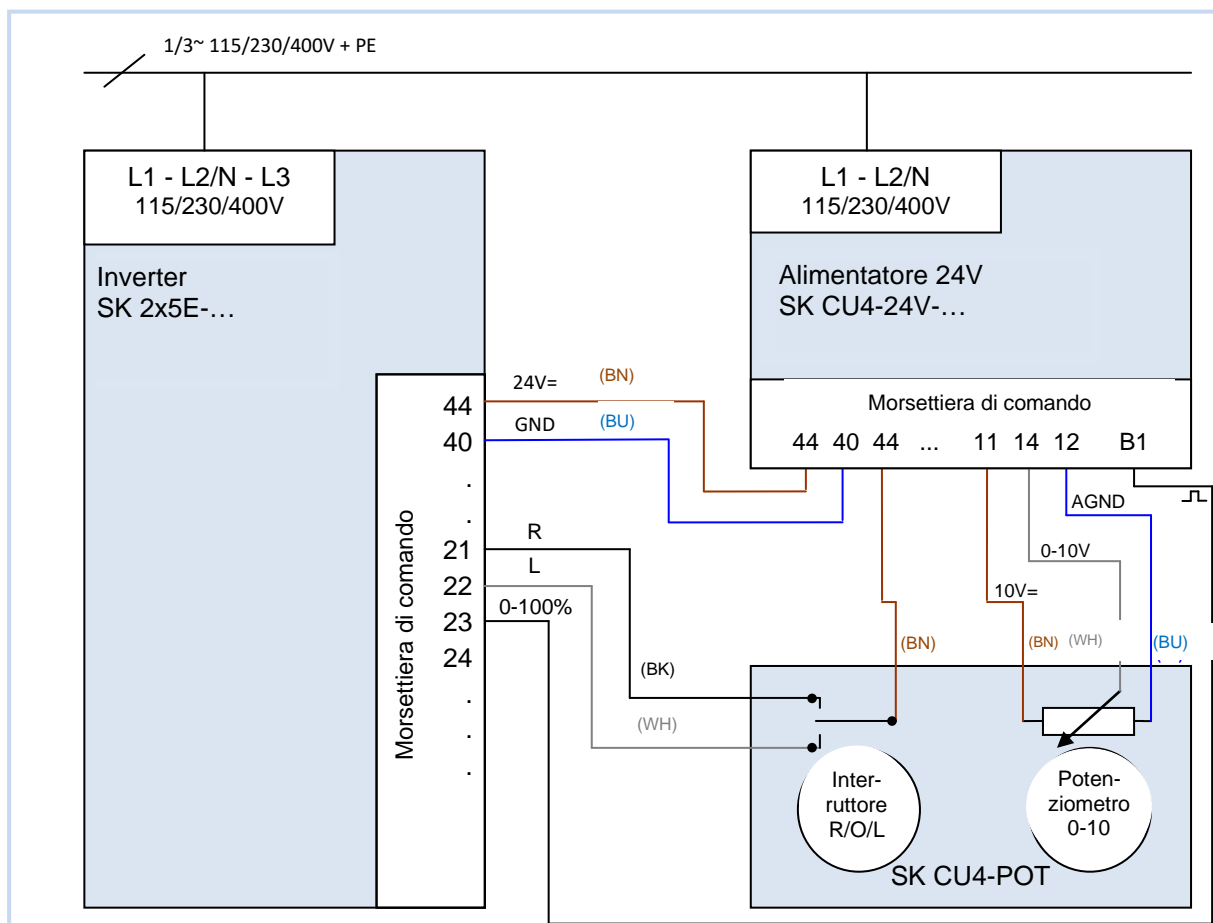 1/3~ 115/230/400V + PE
L1 - L2/N - L3
115/230/400V
L1 - L2/N
115/230/400V
Inverter
SK 2x5E-…
Alimentatore 24V
SK CU4-24V-…
Morsettiera di comando
44 40 44 ... 11 14 12 B1
24V=
(BN)
GND
(BU)
Morsettiera di comando
44
40
.
.
21
22
23
24
.
.
.
R
L
0-100%
(BK)
(WH)
AGND
0-10V
10V=
(BN)
(BN)
(WH)
(BU)
Inter-
ruttore
R/O/L
Poten-
ziometro
0-10
SK CU4-POT